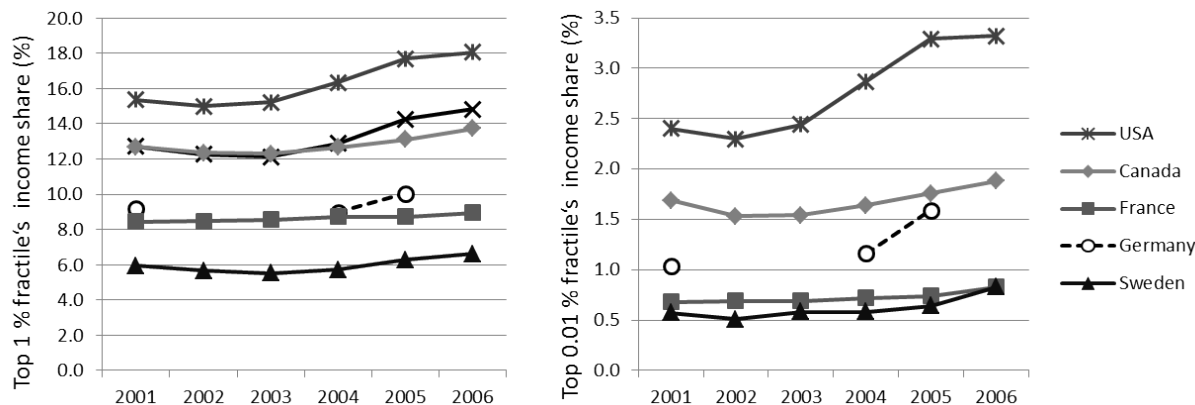 Top 1 % fractile‘s income share (%)
20.0
18.0
16.0
14.0
12.0
10.0
8.0
6.0
4.0
2.0
0.0
2001 2002 2003 2004 2005 2006
Top 0.01 % fractile‘s income share (%)
3.5
3.0
2.5
2.0
1.5
1.0
0.5
0.0
2001 2002 2003 2004 2005 2006
USA
Canada
France
Germany
Sweden